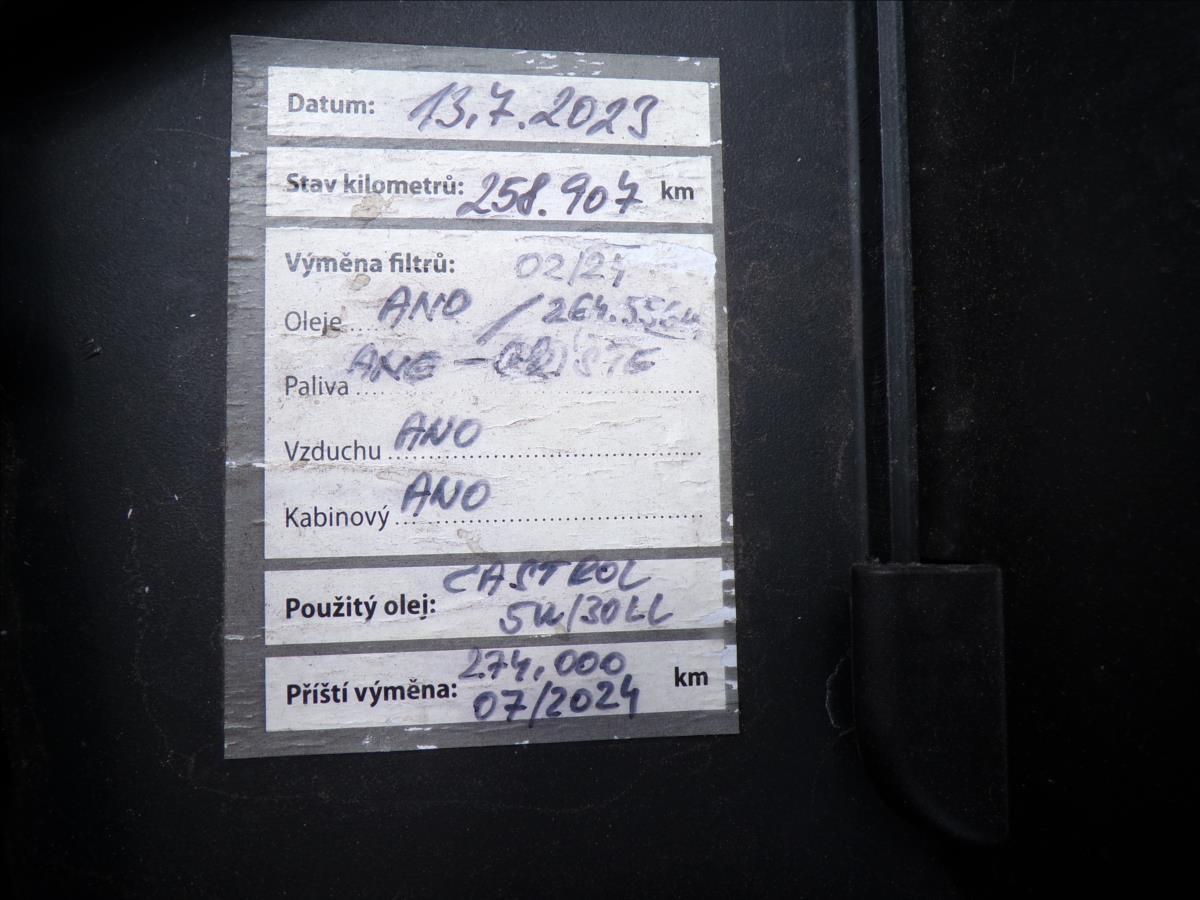 Datum: 13.7.2023
Stav kilometrů: 258.907 km
Výměna filtrů: 02/24
Oleje ANO / 264.556
Paliva ANE -
Vzduchu ANO
Kabinový ANO
CASTROL
Použitý olej: 5W/30LL
274.000 km
Příští výměna: 07/2024